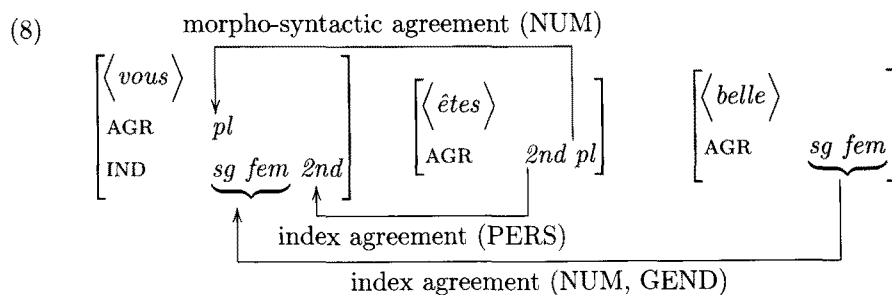 (8) morpho-syntactic agreement (NUM)
⟨vous⟩ ⟨êtes⟩ ⟨belle⟩
AGR pl AGR 2nd pl AGR sg fem
IND sg fem 2nd
index agreement (PERS)
index agreement (NUM, GEND)